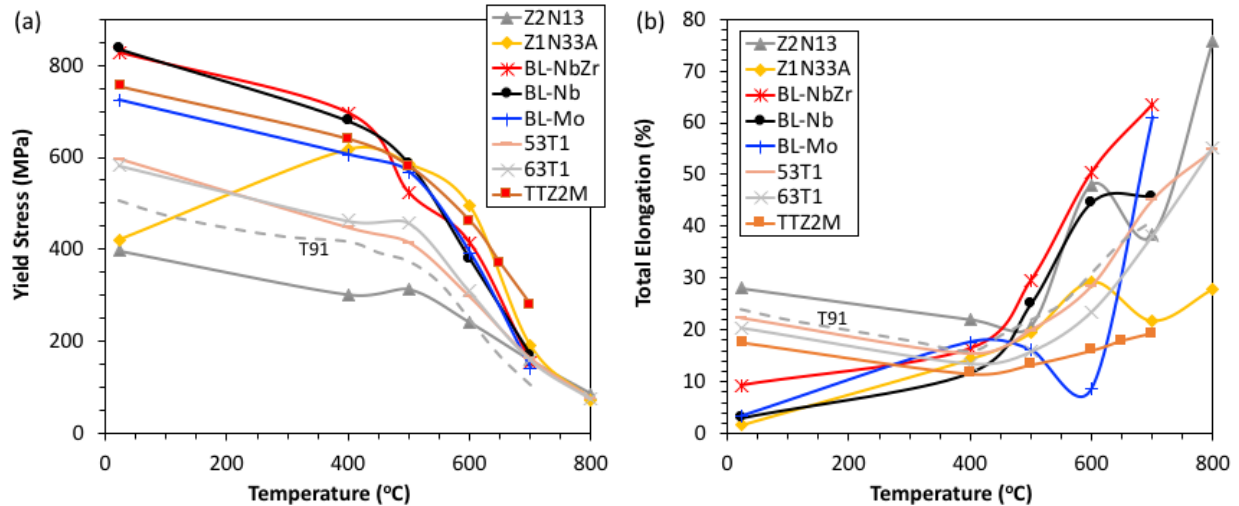 (a)
Yield Stress (MPa)
800
600
400
200
0
0 200 400 600 800
Temperature (°C)
T91
Z2N13
Z1N33A
BL-NbZr
BL-Nb
BL-Mo
53T1
63T1
TTZ2M
(b)
Total Elongation (%)
80
70
60
50
40
30
20
10
0
0 200 400 600 800
Temperature (°C)
T91
Z2N13
Z1N33A
BL-NbZr
BL-Nb
BL-Mo
53T1
63T1
TTZ2M